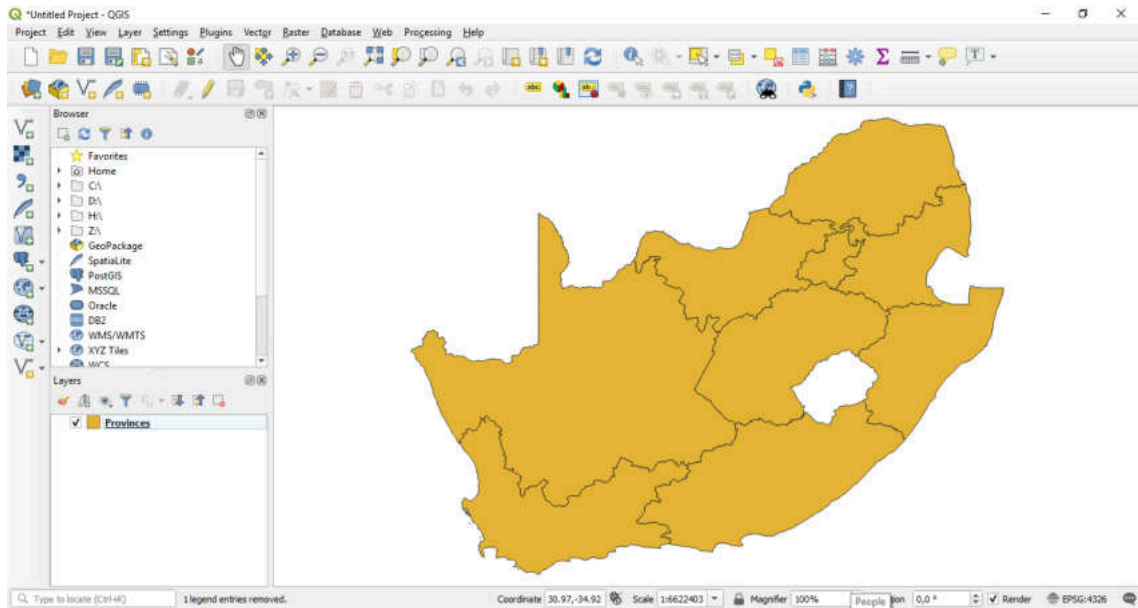 *Untitled Project - QGIS
Project Edit View Layer Settings Plugins Vector Raster Database Web Processing Help
Browser
Favorites
Home
C:\
D:\
H:\
Z:\
GeoPackage
SpatiaLite
PostGIS
MSSQL
Oracle
DB2
WMS/WMTS
XYZ Tiles
WCS
Layers
Provinces
Type to locate (Ctrl+K) 1 legend entries removed. Coordinate 30.97,-34.92 Scale 1:6622403 Magnifier 100% People 0,0 ° Render EPSG:4326